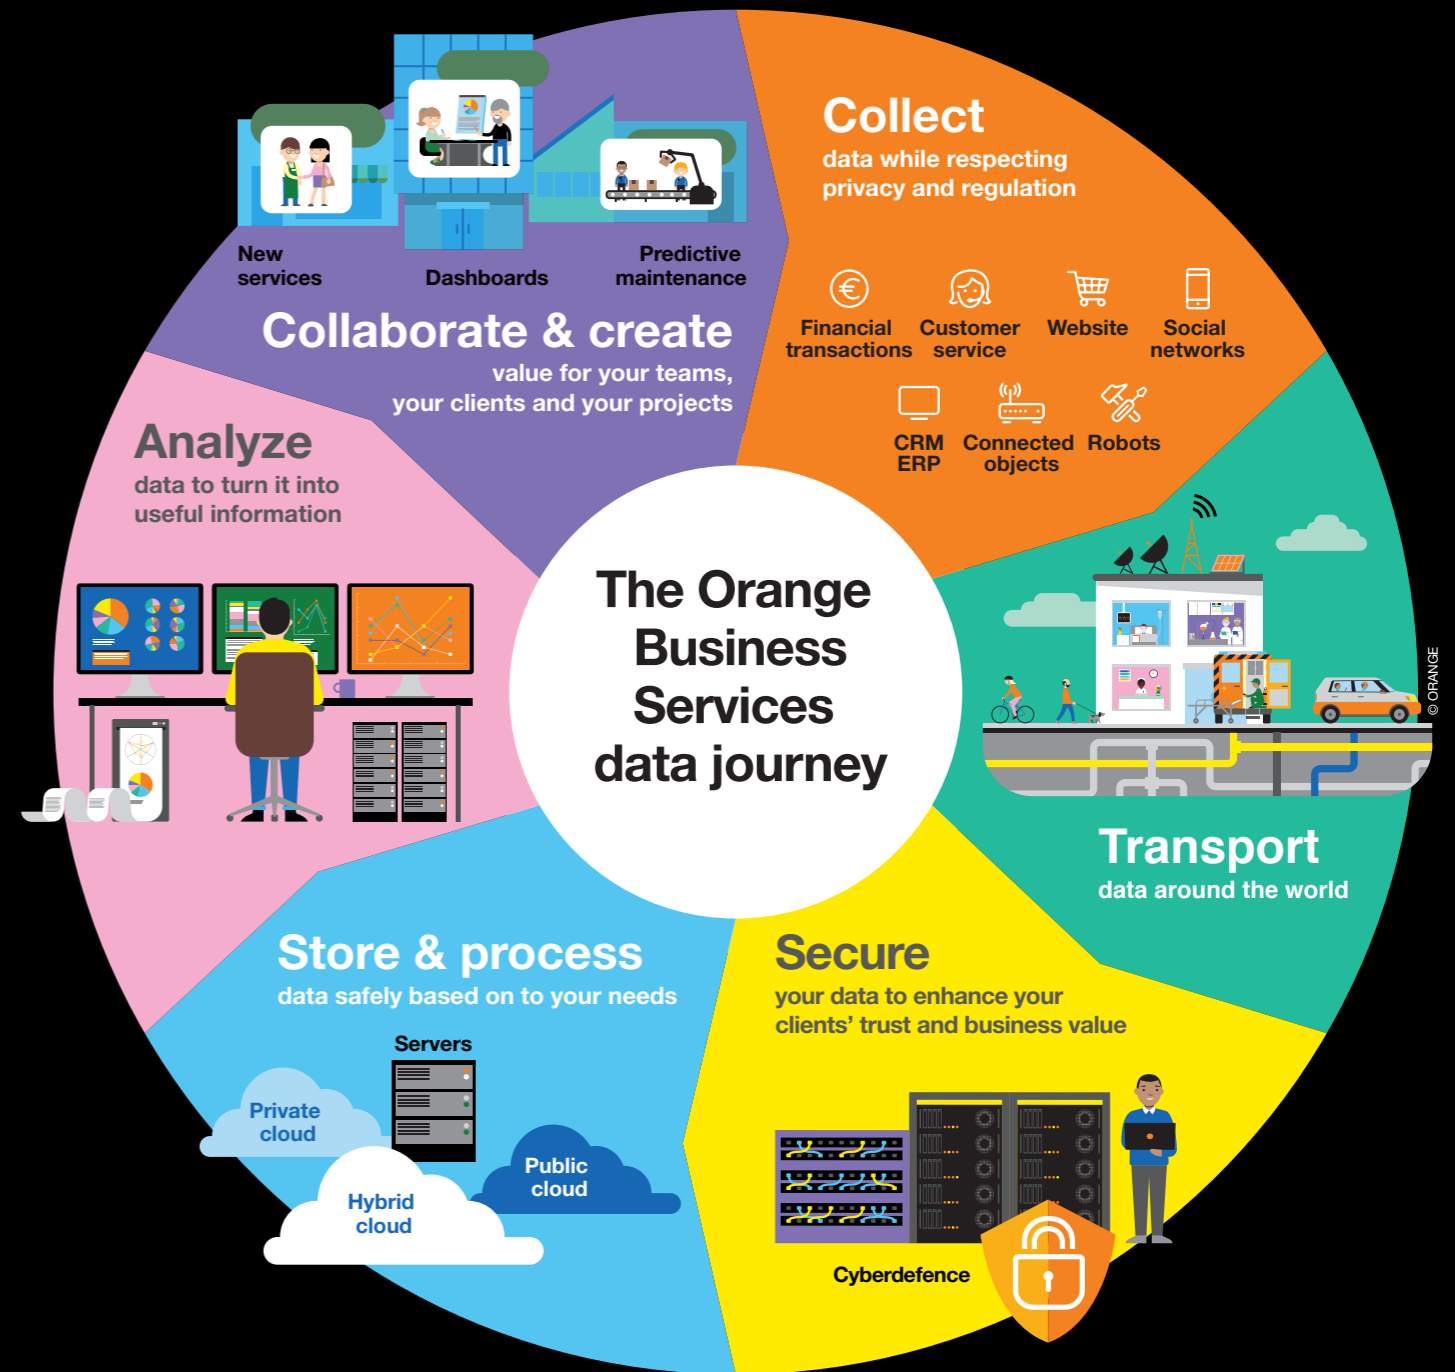 The Orange
Business
Services
data journey
Collect
data while respecting
privacy and regulation
Financial
transactions
Customer
service
Website
Social
networks
CRM
ERP
Connected
objects
Robots
Transport
data around the world
© ORANGE
Secure
your data to enhance your
clients’ trust and business value
Cyberdefence
Store & process
data safely based on to your needs
Servers
Private
cloud
Hybrid
cloud
Public
cloud
Analyze
data to turn it into
useful information
New
services
Dashboards
Predictive
maintenance
Collaborate & create
value for your teams,
your clients and your projects